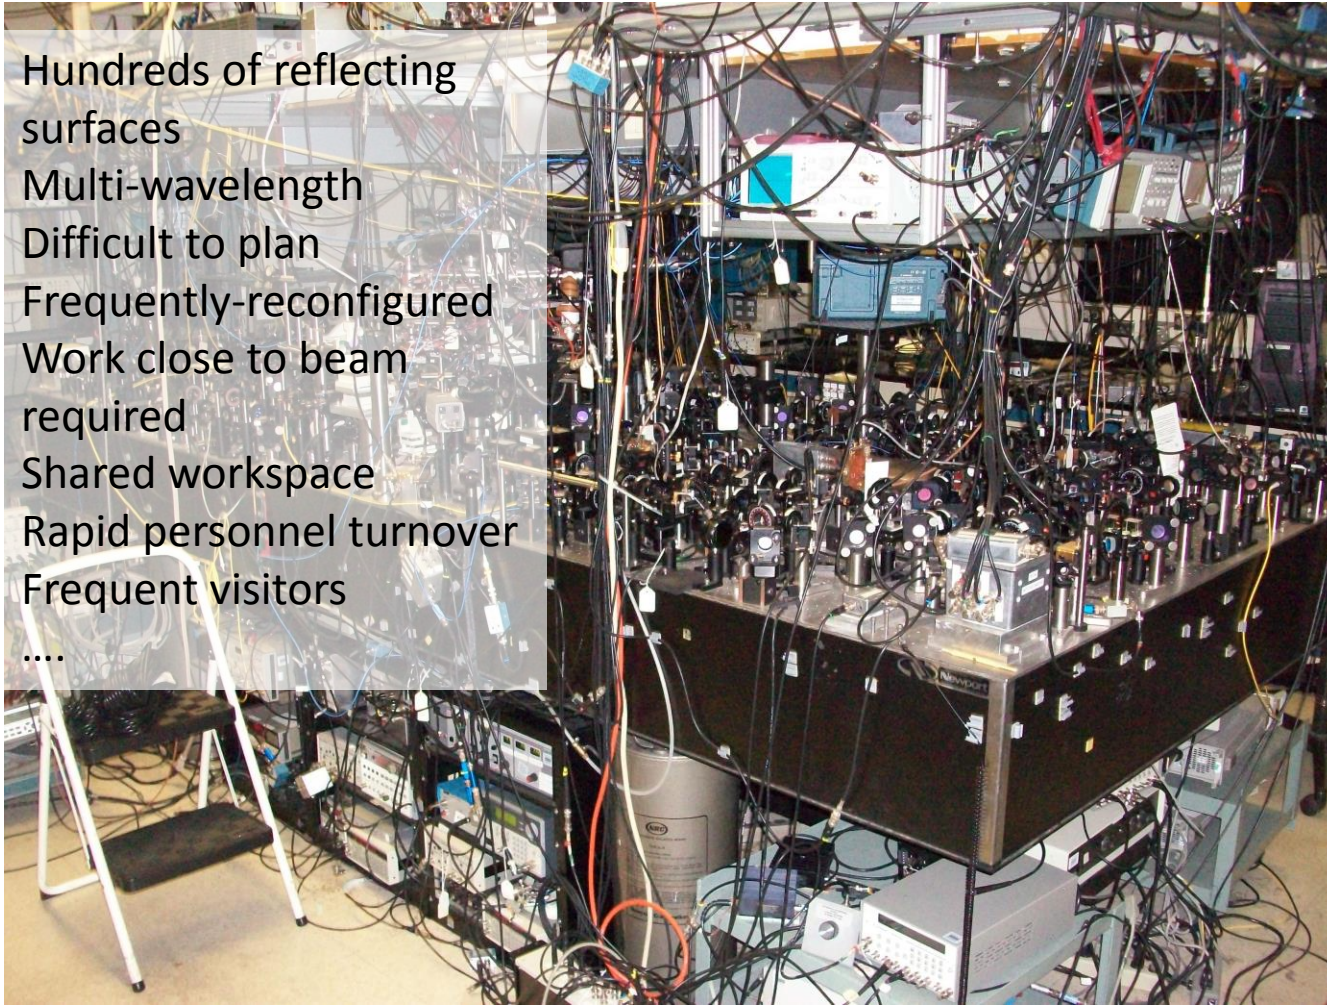 Hundreds of reflecting
surfaces
Multi-wavelength
Difficult to plan
Frequently-reconfigured
Work close to beam
required
Shared workspace
Rapid personnel turnover
Frequent visitors
....
Newport